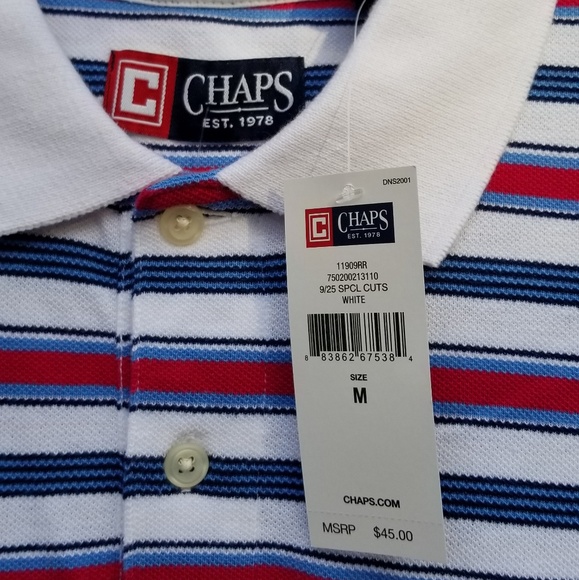 C CHAPS
EST. 1978
DNS2001
C CHAPS
EST. 1978
11909RR
750200213110
9/25 SPCL CUTS
WHITE
8 83862 67538 4
SIZE
M
CHAPS.COM
MSRP $45.00